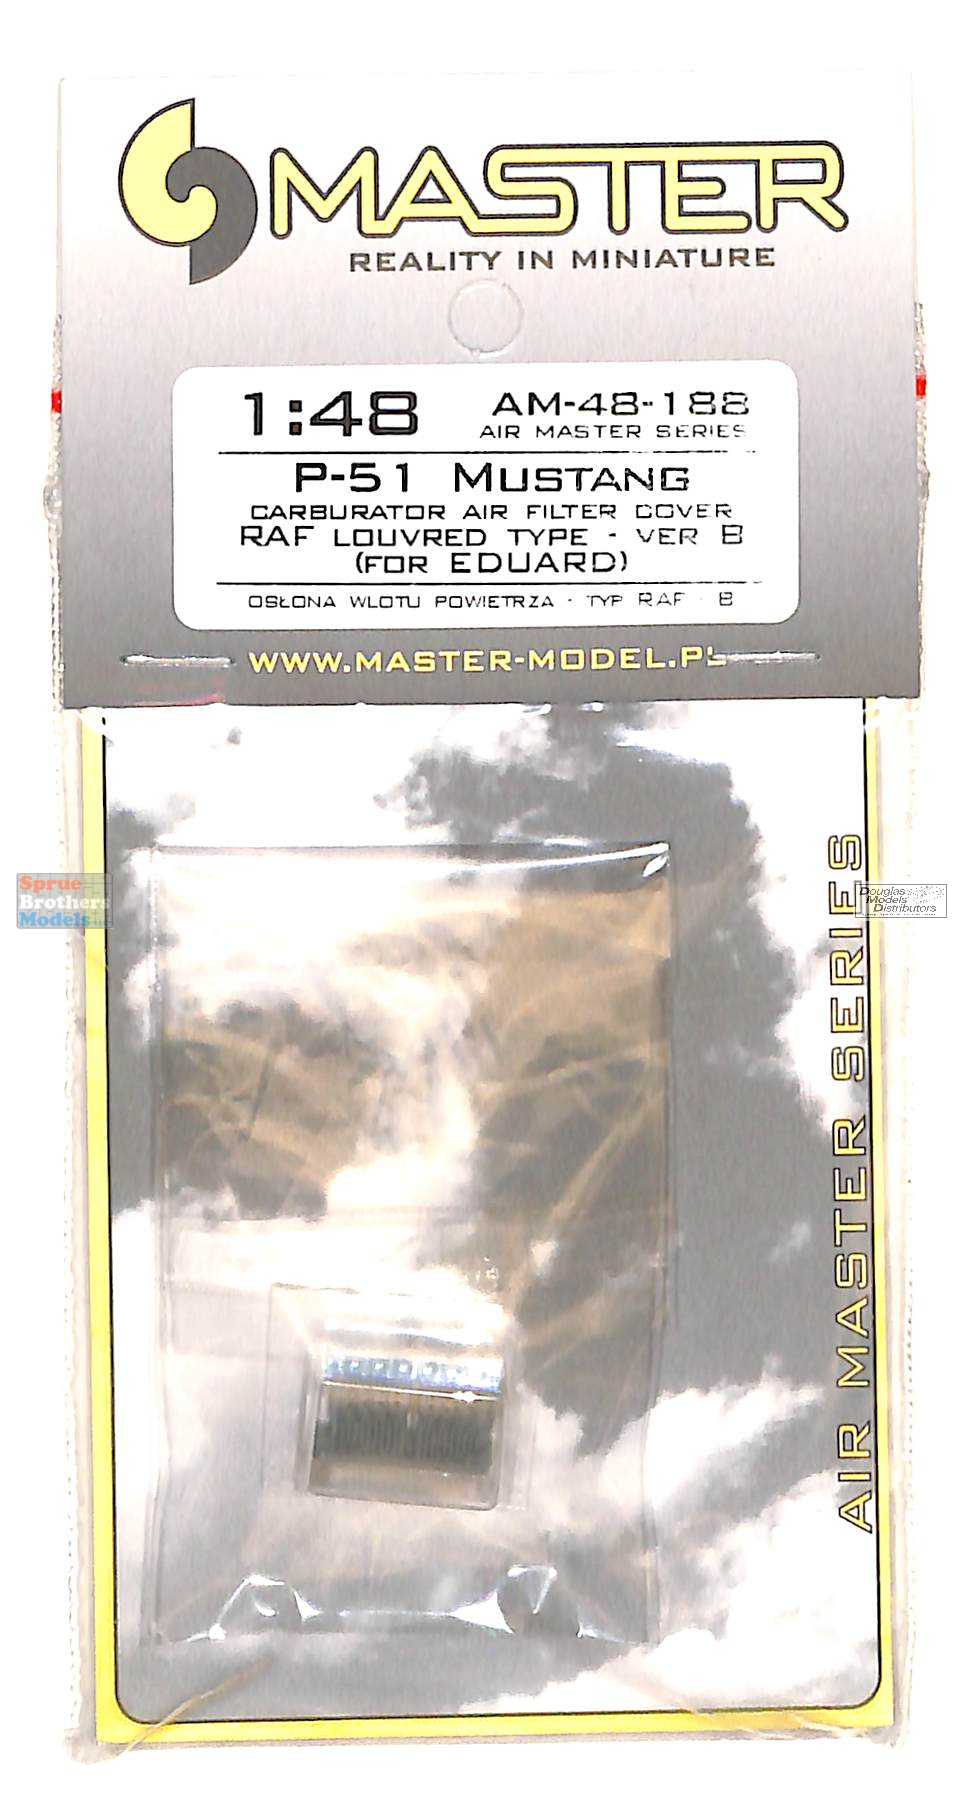 MASTER
REALITY IN MINIATURE
1:48
AM-48-188
AIR MASTER SERIES
P-51 MUSTANG
CARBURATOR AIR FILTER COVER
RAF LOUVRED TYPE - VER B
(FOR EDUARD)
OSŁONA WLOTU POWIETRZA - TYP RAF - B
WWW.MASTER-MODEL.PL
AIR MASTER SERIES
Sprue
Brothers
Models
Douglas
Models
Distributors